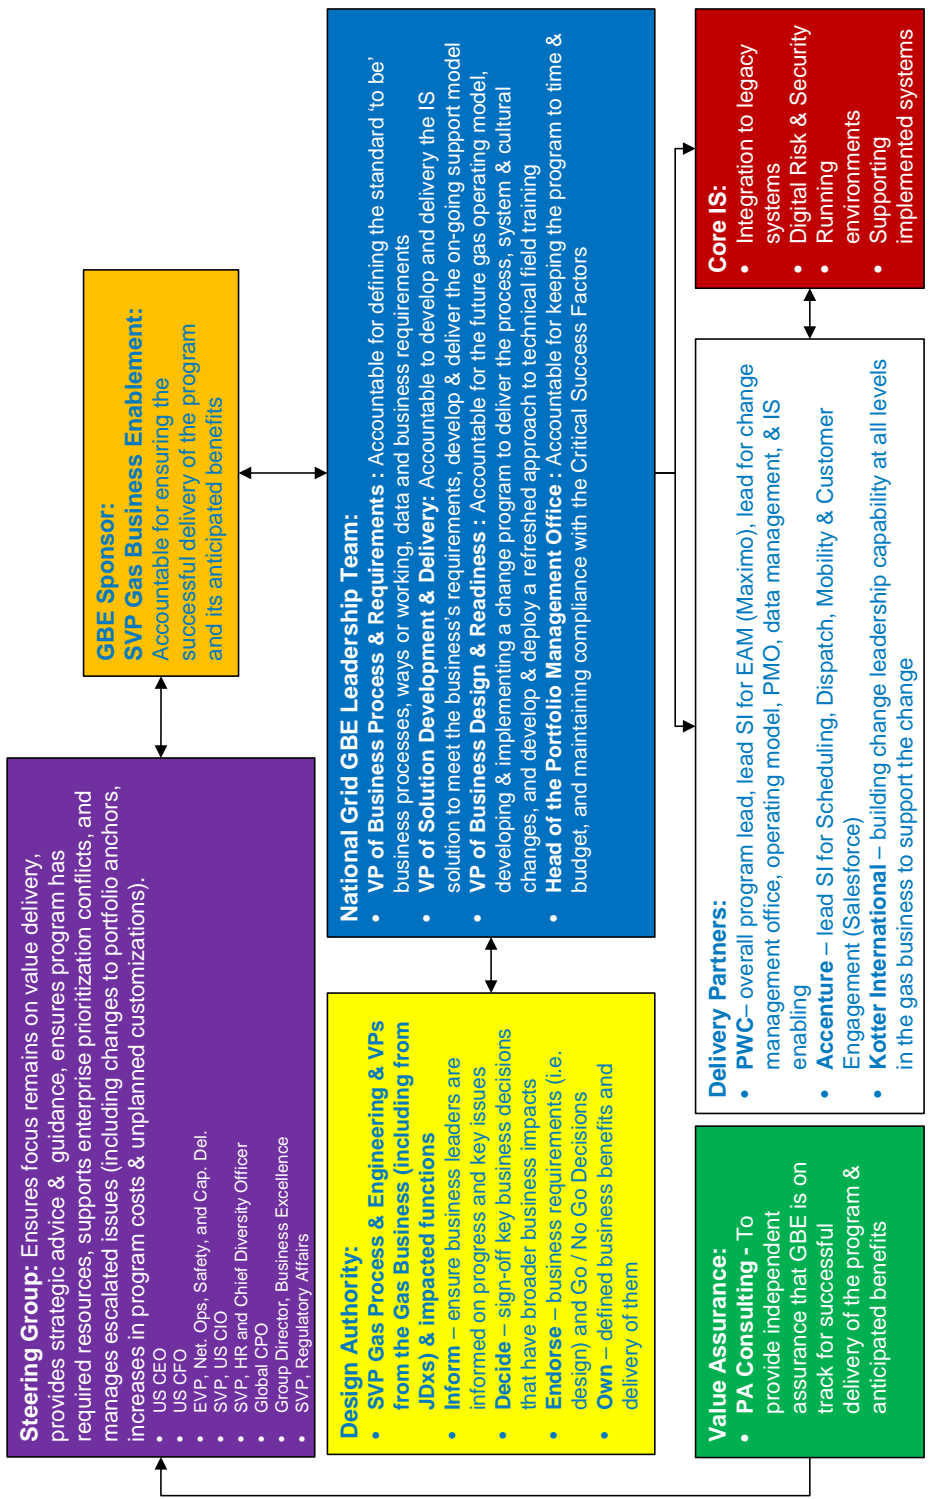 Steering Group: Ensures focus remains on value delivery,
provides strategic advice & guidance, ensures program has
required resources, supports enterprise prioritization conflicts, and
manages escalated issues (including changes to portfolio anchors,
increases in program costs & unplanned customizations).
• US CEO
• US CFO
• EVP, Net. Ops, Safety, and Cap. Del.
• SVP, US CIO
• SVP, HR and Chief Diversity Officer
• Global CPO
• Group Director, Business Excellence
• SVP, Regulatory Affairs
GBE Sponsor:
SVP Gas Business Enablement:
Accountable for ensuring the
successful delivery of the program
and its anticipated benefits
Design Authority:
• SVP Gas Process & Engineering & VPs
from the Gas Business (including from
JDxs) & impacted functions
• Inform – ensure business leaders are
informed on progress and key issues
• Decide – sign-off key business decisions
that have broader business impacts
• Endorse – business requirements (i.e.
design) and Go / No Go Decisions
• Own – defined business benefits and
delivery of them
National Grid GBE Leadership Team:
• VP of Business Process & Requirements : Accountable for defining the standard ‘to be’
business processes, ways or working, data and business requirements
• VP of Solution Development & Delivery: Accountable to develop and delivery the IS
solution to meet the business’s requirements, develop & deliver the on-going support model
• VP of Business Design & Readiness : Accountable for the future gas operating model,
developing & implementing a change program to deliver the process, system & cultural
changes, and develop & deploy a refreshed approach to technical field training
• Head of the Portfolio Management Office : Accountable for keeping the program to time &
budget, and maintaining compliance with the Critical Success Factors
Value Assurance:
• PA Consulting - To
provide independent
assurance that GBE is on
track for successful
delivery of the program &
anticipated benefits
Delivery Partners:
• PWC– overall program lead, lead SI for EAM (Maximo), lead for change
management office, operating model, PMO, data management, & IS
enabling
• Accenture – lead SI for Scheduling, Dispatch, Mobility & Customer
Engagement (Salesforce)
• Kotter International – building change leadership capability at all levels
in the gas business to support the change
Core IS:
• Integration to legacy
systems
• Digital Risk & Security
• Running
environments
• Supporting
implemented systems